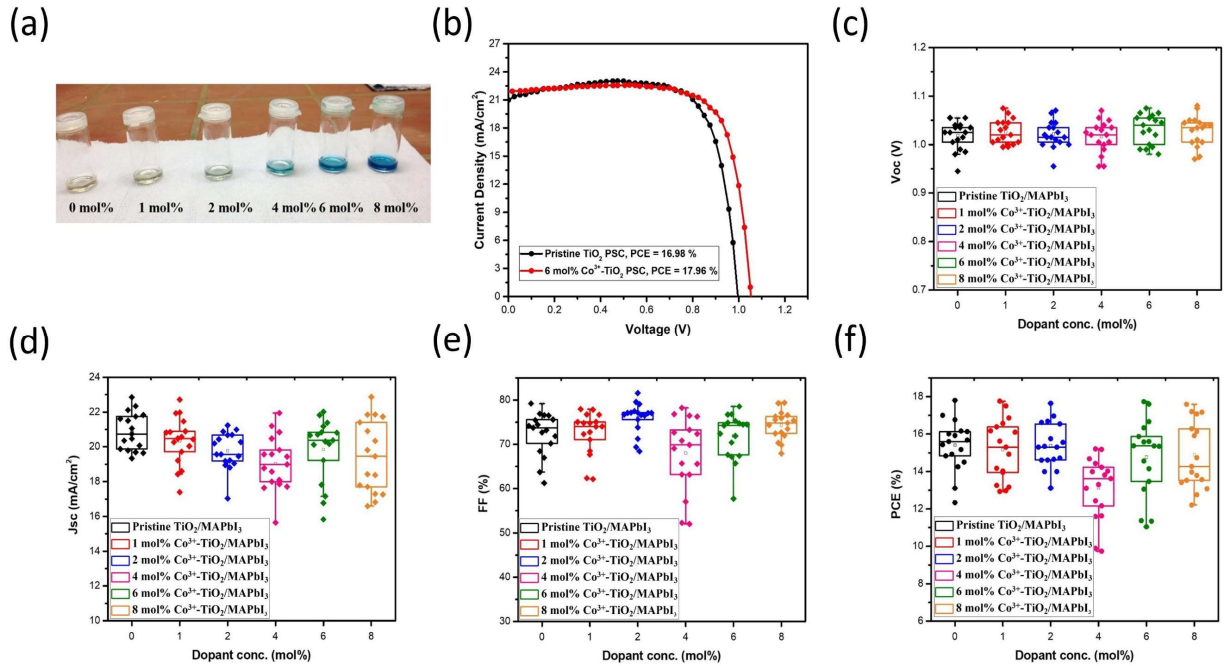 (a)
0 mol%
1 mol%
2 mol%
4 mol%
6 mol%
8 mol%
(b)
27
24
21
18
15
12
9
6
3
0
Current Density (mA/cm²)
Pristine TiO₂ PSC, PCE = 16.98 %
6 mol% Co³⁺-TiO₂ PSC, PCE = 17.96 %
0.0 0.2 0.4 0.6 0.8 1.0 1.2
Voltage (V)
(c)
1.2
1.1
1.0
0.9
0.8
0.7
Voc (V)
Pristine TiO₂/MAPbI₃
1 mol% Co³⁺-TiO₂/MAPbI₃
2 mol% Co³⁺-TiO₂/MAPbI₃
4 mol% Co³⁺-TiO₂/MAPbI₃
6 mol% Co³⁺-TiO₂/MAPbI₃
8 mol% Co³⁺-TiO₂/MAPbI₃
0 1 2 4 6 8
Dopant conc. (mol%)
(d)
24
22
20
18
16
14
12
10
Jsc (mA/cm²)
Pristine TiO₂/MAPbI₃
1 mol% Co³⁺-TiO₂/MAPbI₃
2 mol% Co³⁺-TiO₂/MAPbI₃
4 mol% Co³⁺-TiO₂/MAPbI₃
6 mol% Co³⁺-TiO₂/MAPbI₃
8 mol% Co³⁺-TiO₂/MAPbI₃
0 1 2 4 6 8
Dopant conc. (mol%)
(e)
85
80
75
70
65
60
55
50
45
40
35
30
FF (%)
Pristine TiO₂/MAPbI₃
1 mol% Co³⁺-TiO₂/MAPbI₃
2 mol% Co³⁺-TiO₂/MAPbI₃
4 mol% Co³⁺-TiO₂/MAPbI₃
6 mol% Co³⁺-TiO₂/MAPbI₃
8 mol% Co³⁺-TiO₂/MAPbI₃
0 1 2 4 6 8
Dopant conc. (mol%)
(f)
18
16
14
12
10
8
6
PCE (%)
Pristine TiO₂/MAPbI₃
1 mol% Co³⁺-TiO₂/MAPbI₃
2 mol% Co³⁺-TiO₂/MAPbI₃
4 mol% Co³⁺-TiO₂/MAPbI₃
6 mol% Co³⁺-TiO₂/MAPbI₃
8 mol% Co³⁺-TiO₂/MAPbI₃
0 1 2 4 6 8
Dopant conc. (mol%)